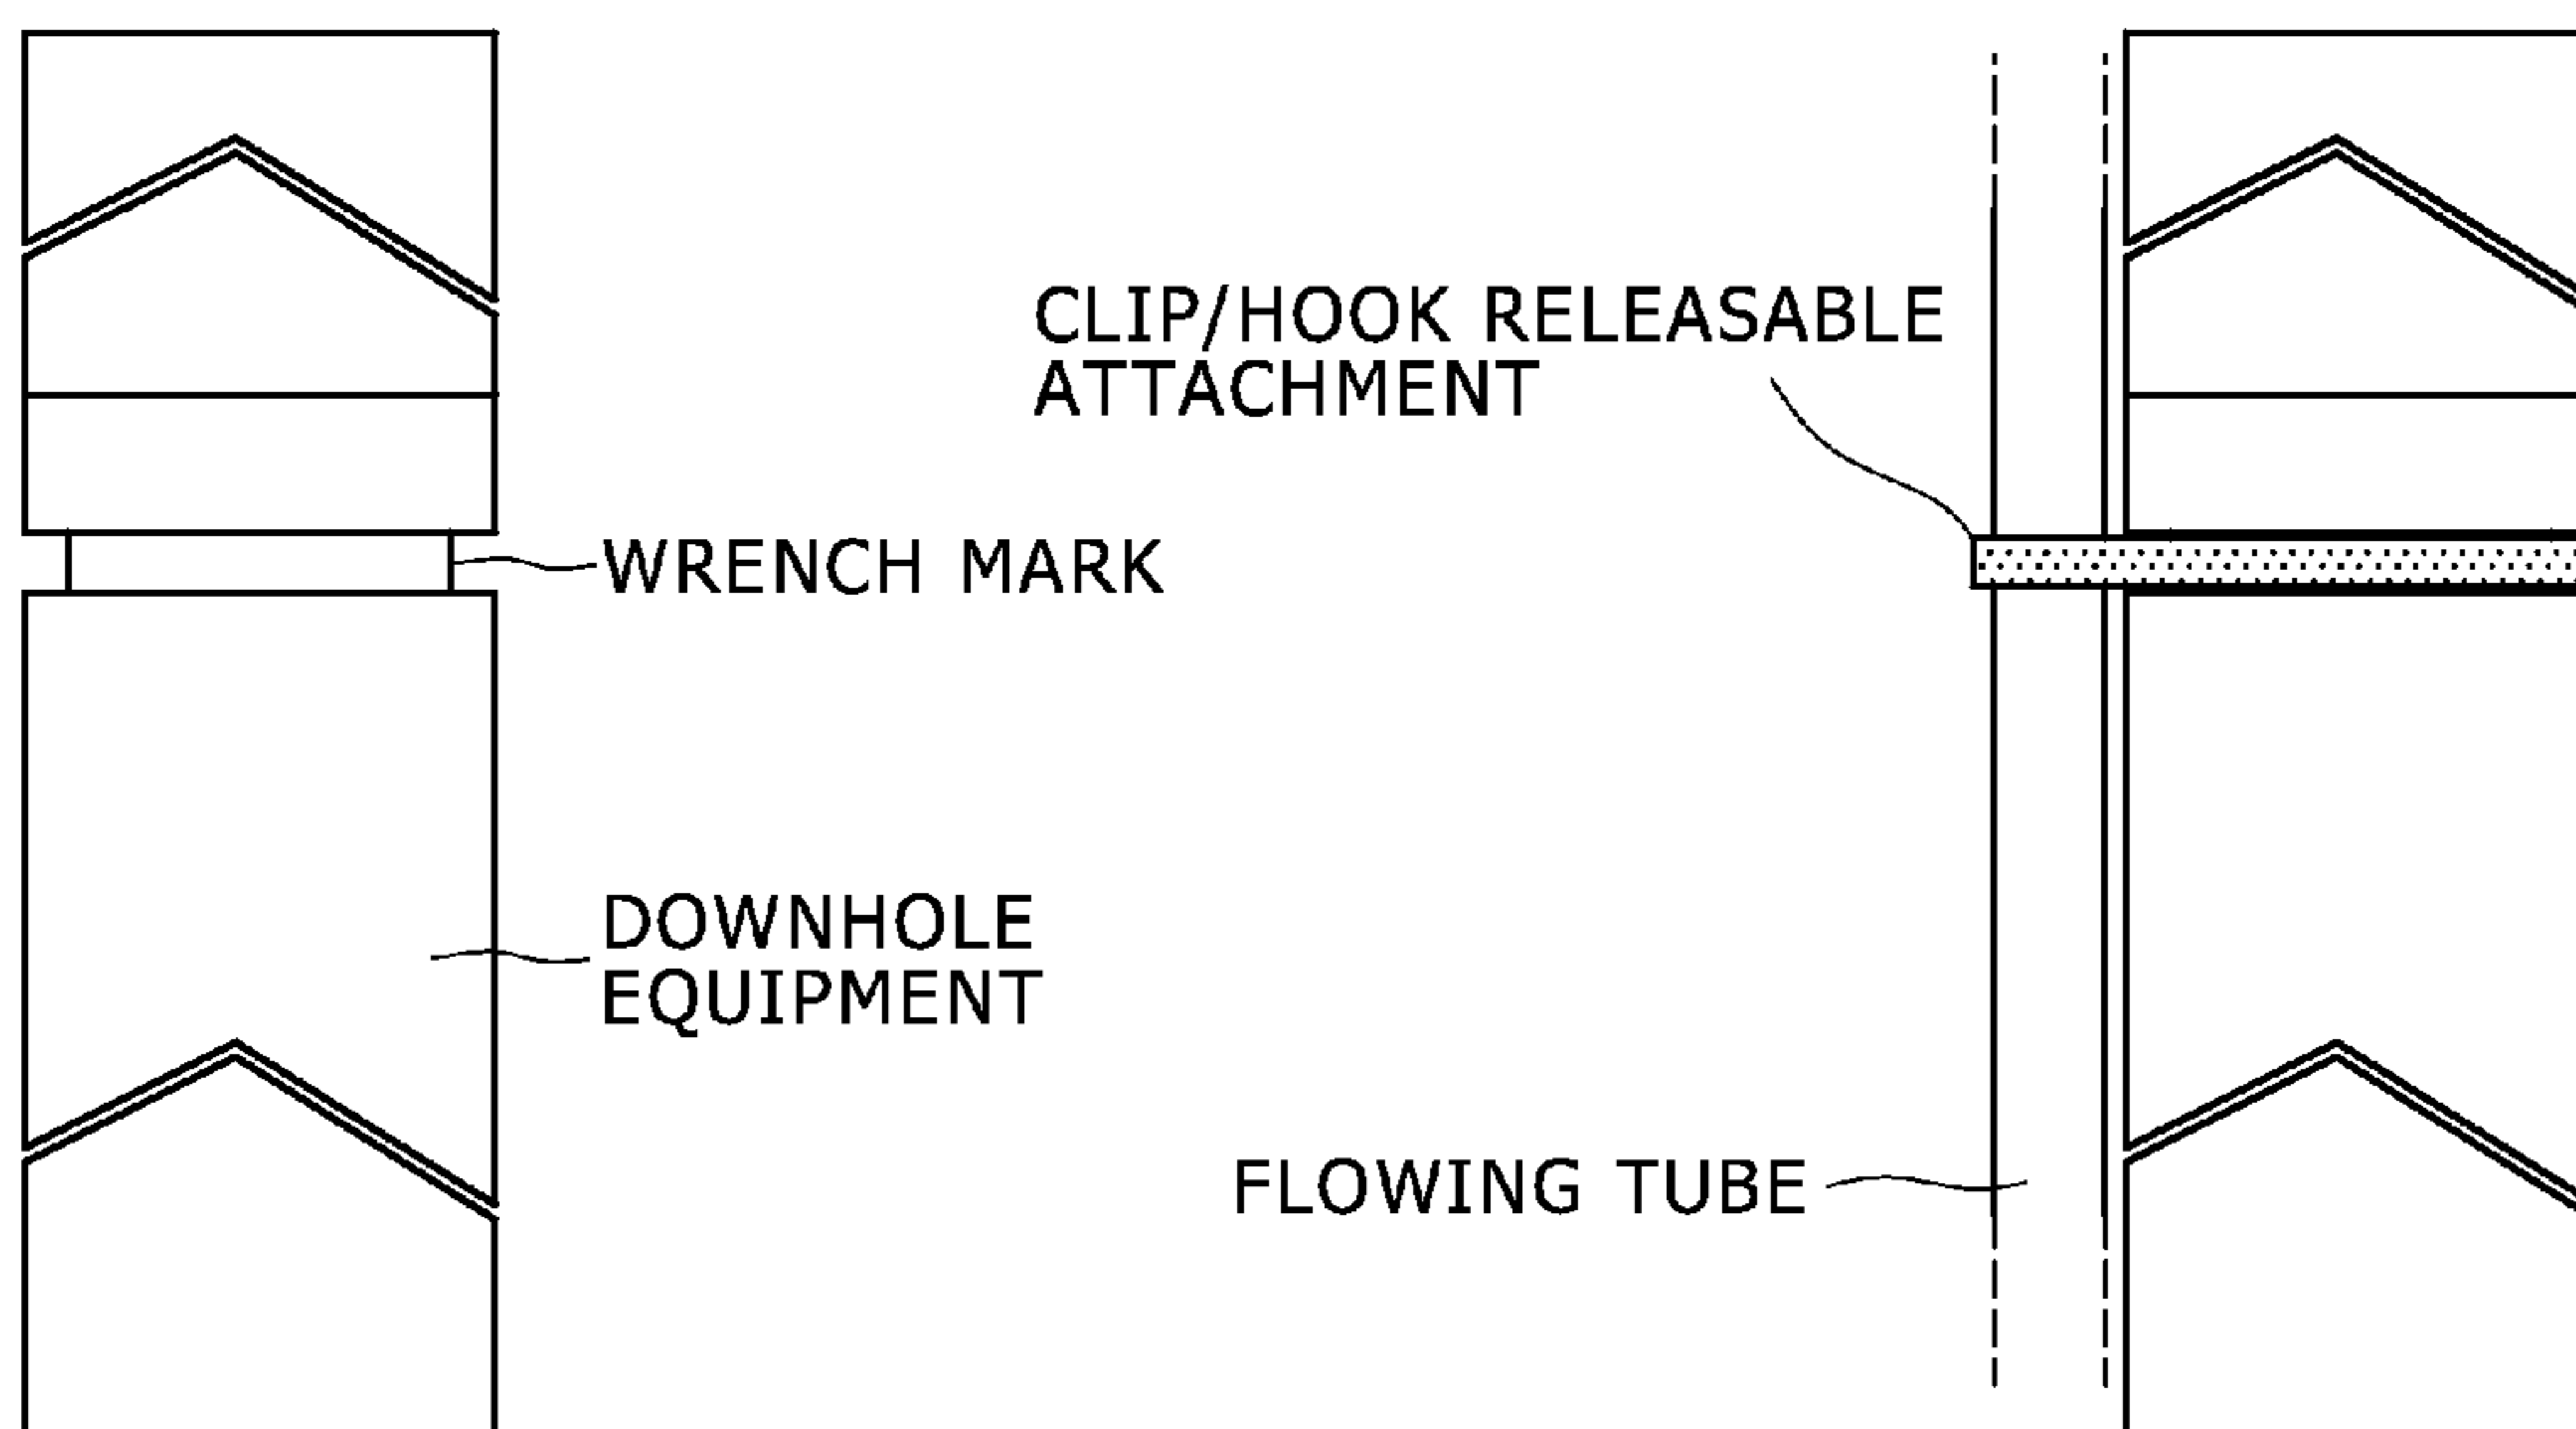 CLIP/HOOK RELEASABLE
ATTACHMENT
WRENCH MARK
DOWNHOLE
EQUIPMENT
FLOWING TUBE